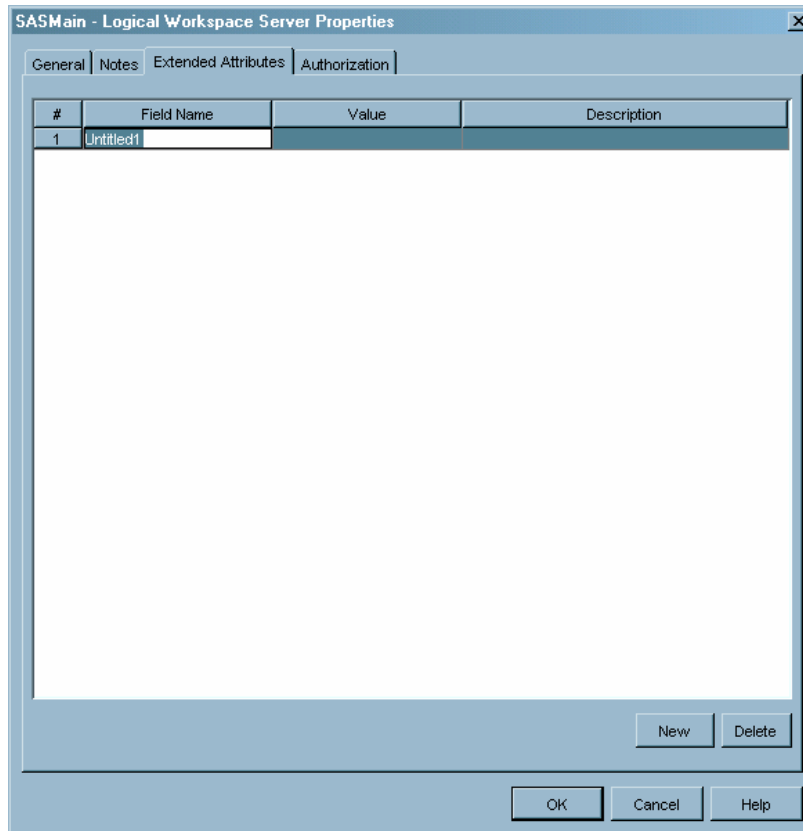 SASMain - Logical Workspace Server Properties
General Notes Extended Attributes Authorization
# Field Name Value Description
1 Untitled1
New Delete
OK Cancel Help